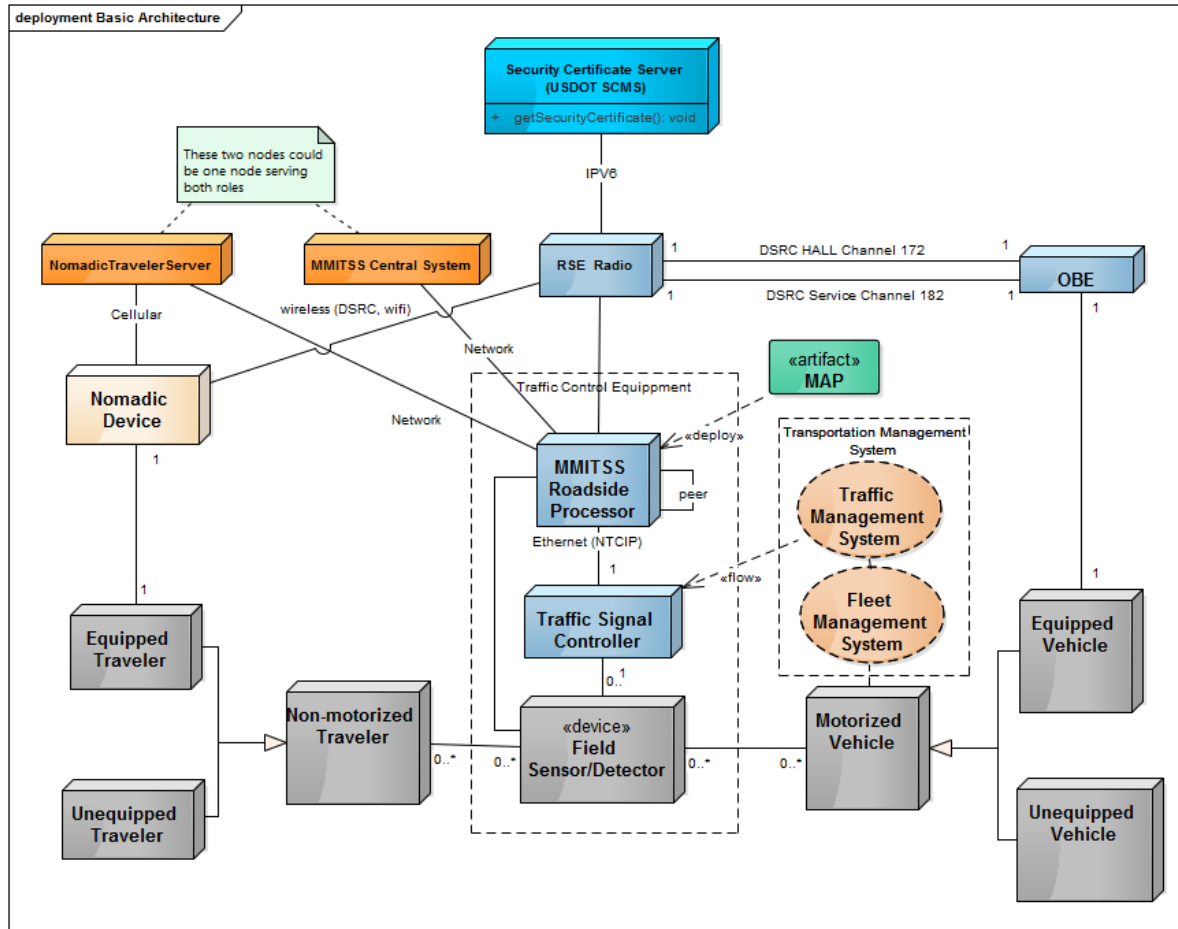 deployment Basic Architecture
Security Certificate Server
(USDOT SCMS)
+ getSecurityCertificate(): void
These two nodes could
be one node serving
both roles
IPV6
NomadicTravelerServer
MMITSS Central System
RSE Radio
1
DSRC HALL Channel 172
1
1
DSRC Service Channel 182
1
OBE
1
Cellular
wireless (DSRC, wifi)
Network
Nomadic
Device
1
Network
Traffic Control Equippment
«artifact»
MAP
«deploy»
Transportation Management
System
MMITSS
Roadside
Processor
peer
Traffic
Management
System
Ethernet (NTCIP)
1
«flow»
Fleet
Management
System
1
1
Equipped
Traveler
Traffic Signal
Controller
Equipped
Vehicle
0..
1
Non-motorized
Traveler
«device»
Field
Sensor/Detector
Motorized
Vehicle
0..*
0..*
0..*
0..*
Unequipped
Traveler
Unequipped
Vehicle